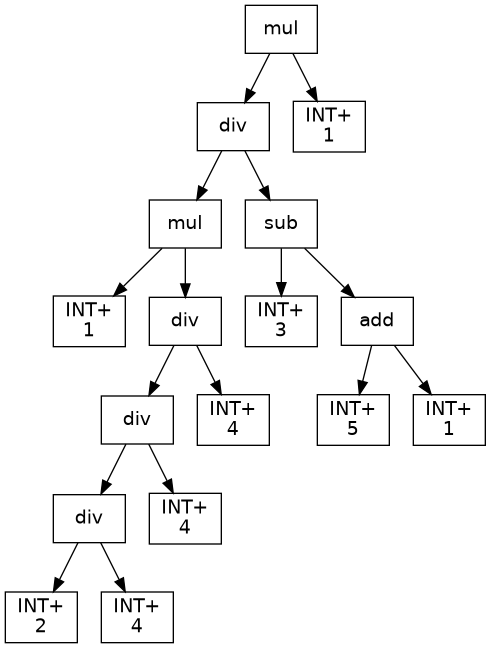 mul
div
INT+
1
mul
sub
INT+
1
div
INT+
3
add
div
INT+
4
INT+
5
INT+
1
div
INT+
4
INT+
2
INT+
4